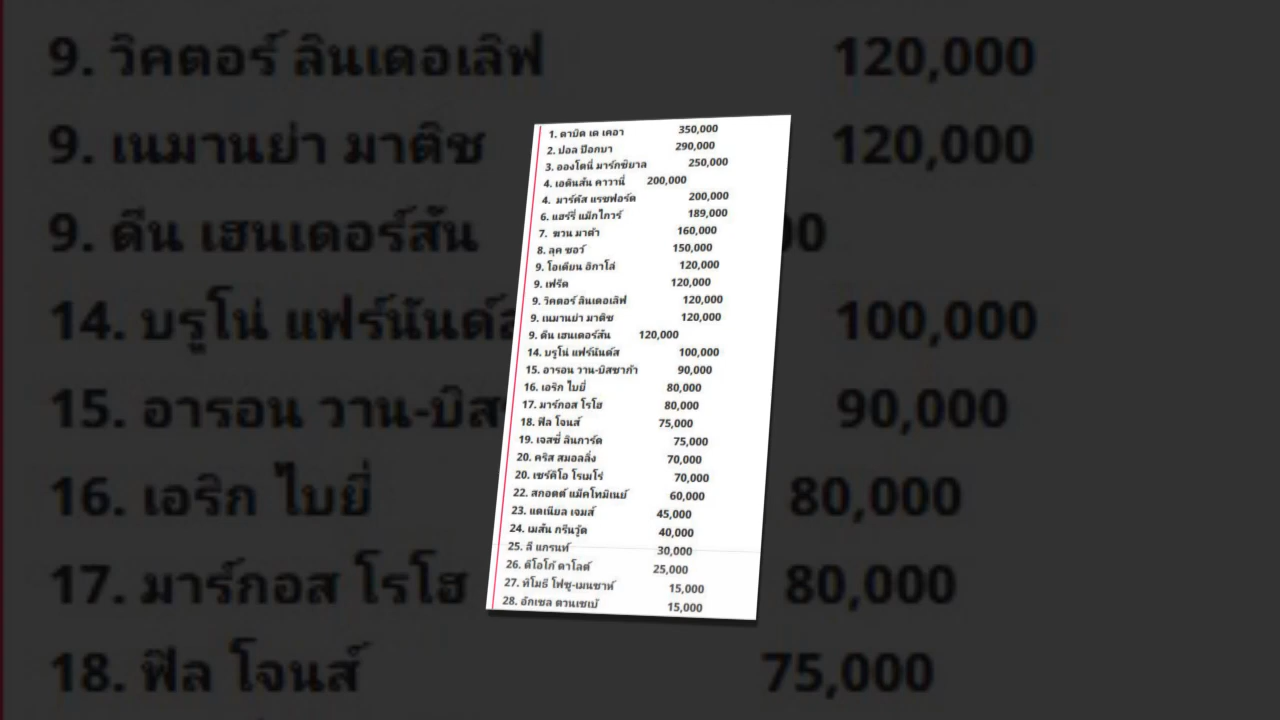 9. วิคตอร์ ลินเดอเลิฟ 120,000
9. เนมานย่า มาติช 120,000
9. ดีน เฮนเดอร์สัน 00
14. บรูโน่ แฟร์นันด์ส 100,000
15. อารอน วาน-บิส 90,000
16. เอริก ไบยี่ 80,000
17. มาร์กอส โรโฮ 80,000
18. ฟิล โจนส์ 75,000
1. ดาบิด เด เคอา 350,000
2. ปอล ป็อกบา 290,000
3. อองโตนี่ มาร์กซิยาล 250,000
4. เอดินสัน คาวานี่ 200,000
4. มาร์คัส แรชฟอร์ด 200,000
6. แฮร์รี่ แม็กไกวร์ 189,000
7. ฆวน มาต้า 160,000
8. ลุค ชอว์ 150,000
9. โอเดียน อิกาโล่ 120,000
9. เฟร็ด 120,000
9. วิคตอร์ ลินเดอเลิฟ 120,000
9. เนมานย่า มาติช 120,000
9. ดีน เฮนเดอร์สัน 120,000
14. บรูโน่ แฟร์นันด์ส 100,000
15. อารอน วาน-บิสซาก้า 90,000
16. เอริก ไบยี่ 80,000
17. มาร์กอส โรโฮ 80,000
18. ฟิล โจนส์ 75,000
19. เจสซี่ ลินการ์ด 75,000
20. คริส สมอลลิ่ง 70,000
20. เซร์คิโอ โรเมโร่ 70,000
22. สกอตต์ แม็คโทมิเนย์ 60,000
23. แดเนียล เจมส์ 45,000
24. เมสัน กรีนวู้ด 40,000
25. ลี แกรนท์ 30,000
26. ดีโอโก้ ดาโลต์ 25,000
27. ทิโมธี โฟซู-เมนซาห์ 15,000
28. อักเซล ตวนเซเบ้ 15,000